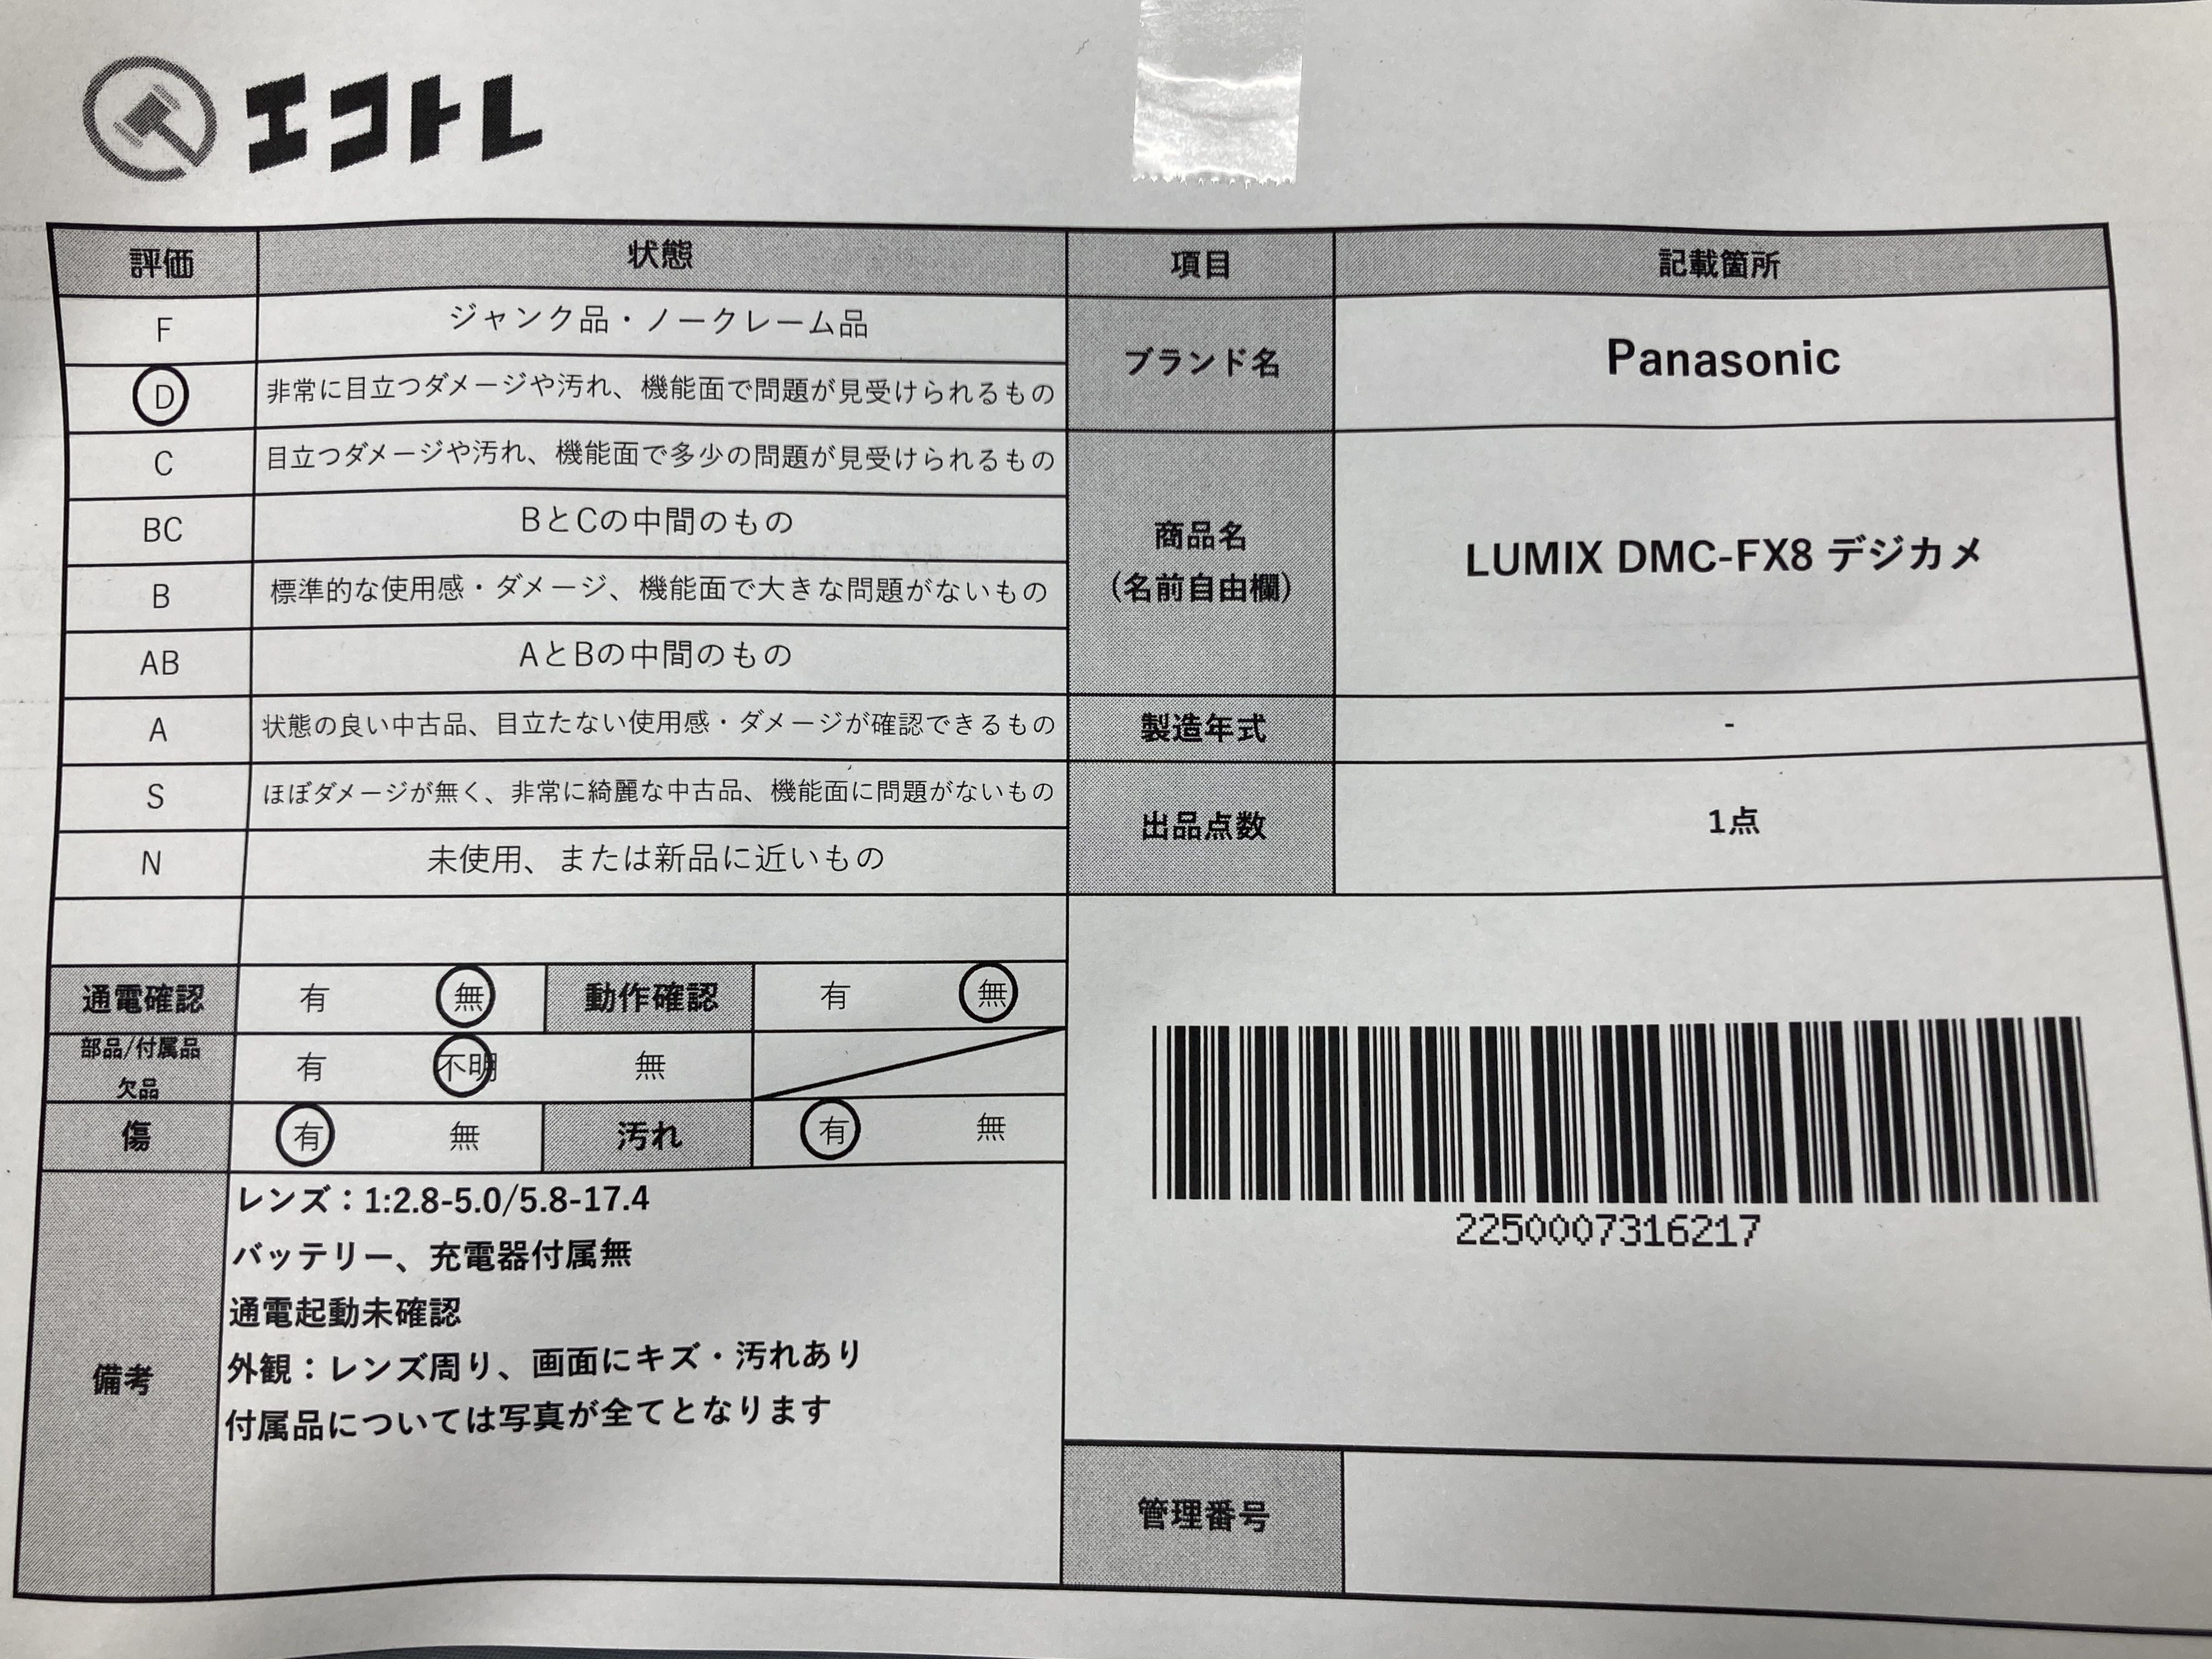 エコトレ
評価 状態
F ジャンク品・ノークレーム品
D 非常に目立つダメージや汚れ、機能面で問題が見受けられるもの
C 目立つダメージや汚れ、機能面で多少の問題が見受けられるもの
BC BとCの中間のもの
B 標準的な使用感・ダメージ、機能面で大きな問題がないもの
AB AとBの中間のもの
A 状態の良い中古品、目立たない使用感・ダメージが確認できるもの
S ほぼダメージが無く、非常に綺麗な中古品、機能面に問題がないもの
N 未使用、または新品に近いもの
通電確認 有 無 動作確認 有 無
部品/付属品
欠品
有 不明 無
傷 有 無 汚れ 有 無
備考
レンズ：1:2.8-5.0/5.8-17.4
バッテリー、充電器付属無
通電起動未確認
外観：レンズ周り、画面にキズ・汚れあり
付属品については写真が全てとなります
項目 記載箇所
ブランド名 Panasonic
商品名
(名前自由欄)
LUMIX DMC-FX8 デジカメ
製造年式 -
出品点数 1点
2250007316217
管理番号